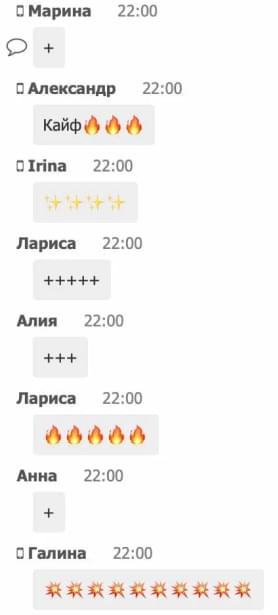 Марина 22:00
+
Александр 22:00
Кайф🔥🔥🔥
Irina 22:00
✨✨✨✨
Лариса 22:00
+++++
Алия 22:00
+++
Лариса 22:00
🔥🔥🔥🔥🔥
Анна 22:00
+
Галина 22:00
💥💥💥💥💥💥💥💥💥💥